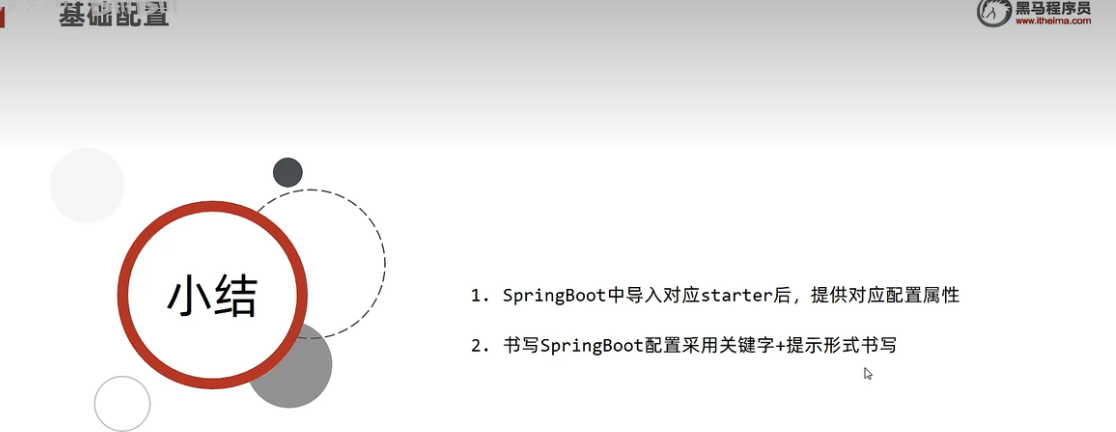 基础配置
黑马程序员
www.itheima.com
小结
1. SpringBoot中导入对应starter后，提供对应配置属性
2. 书写SpringBoot配置采用关键字+提示形式书写